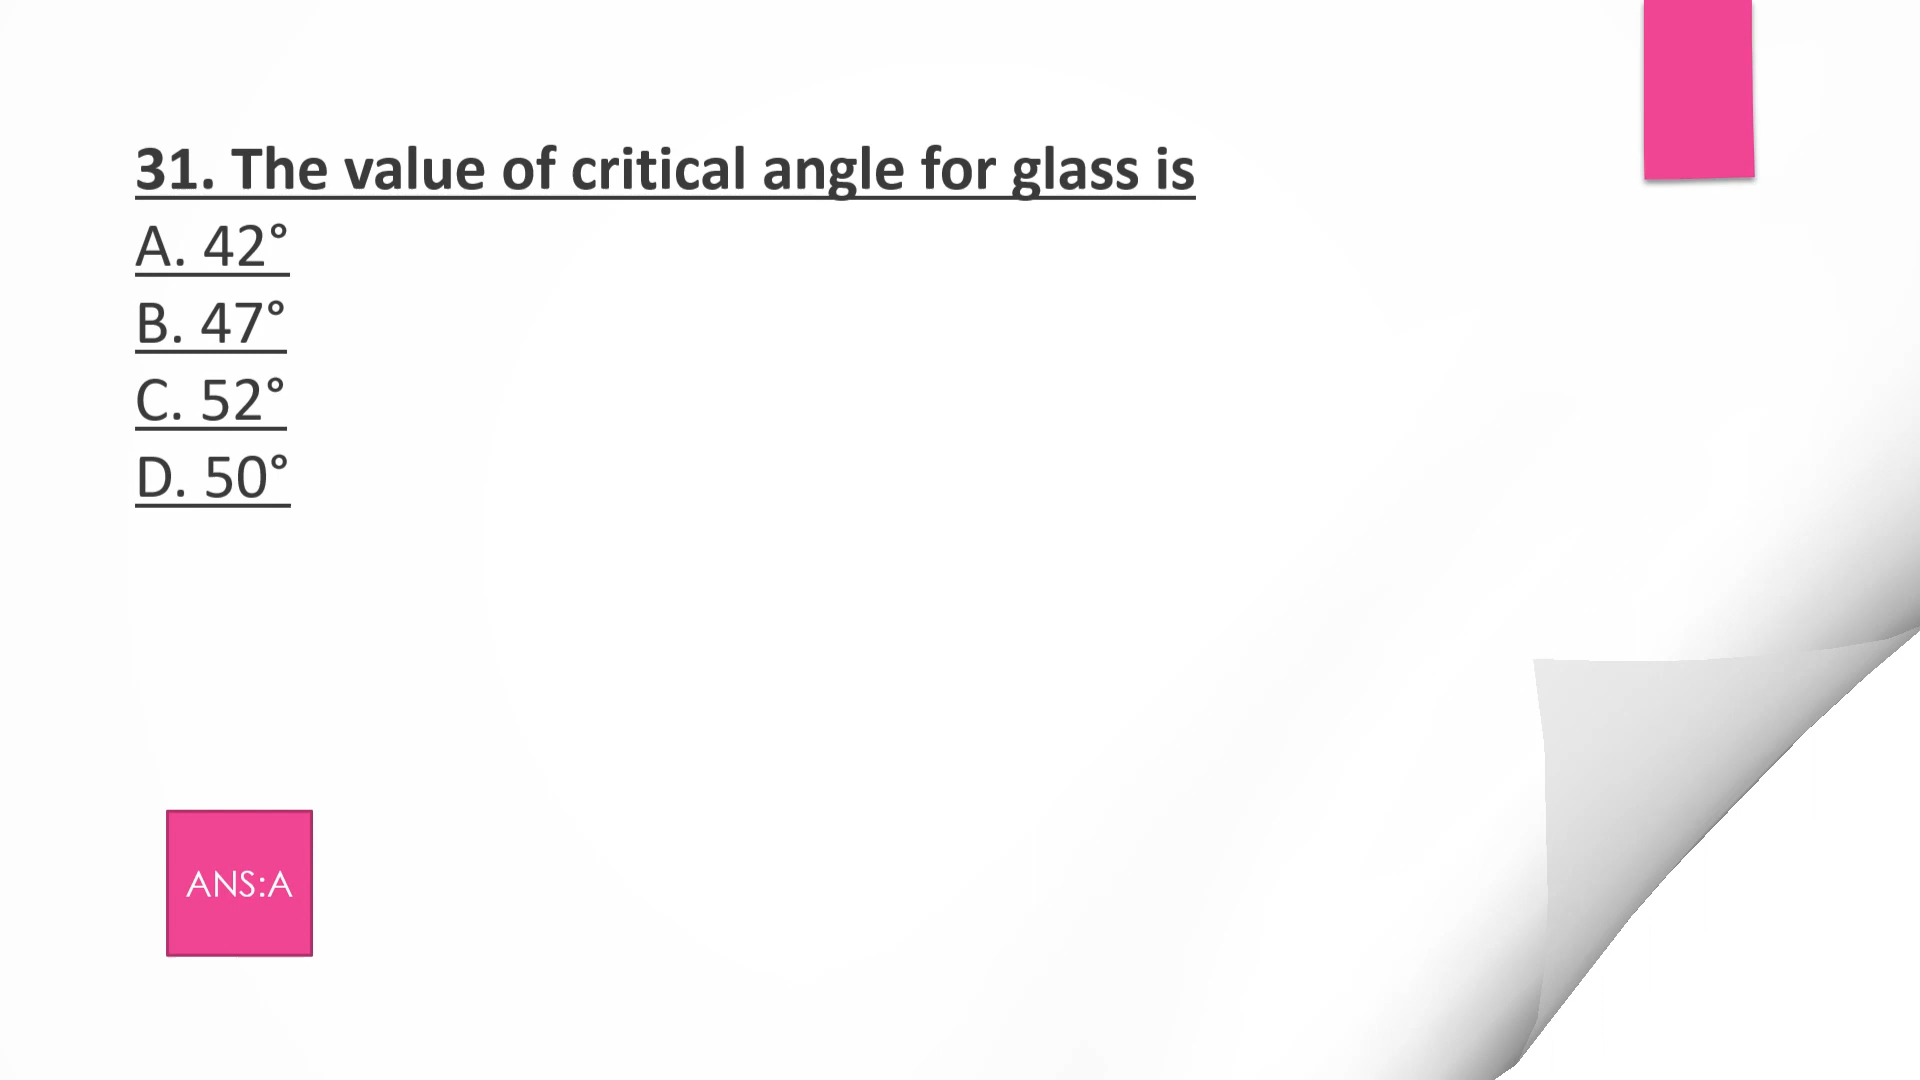 31. The value of critical angle for glass is
A. 42°
B. 47°
C. 52°
D. 50°
ANS:A